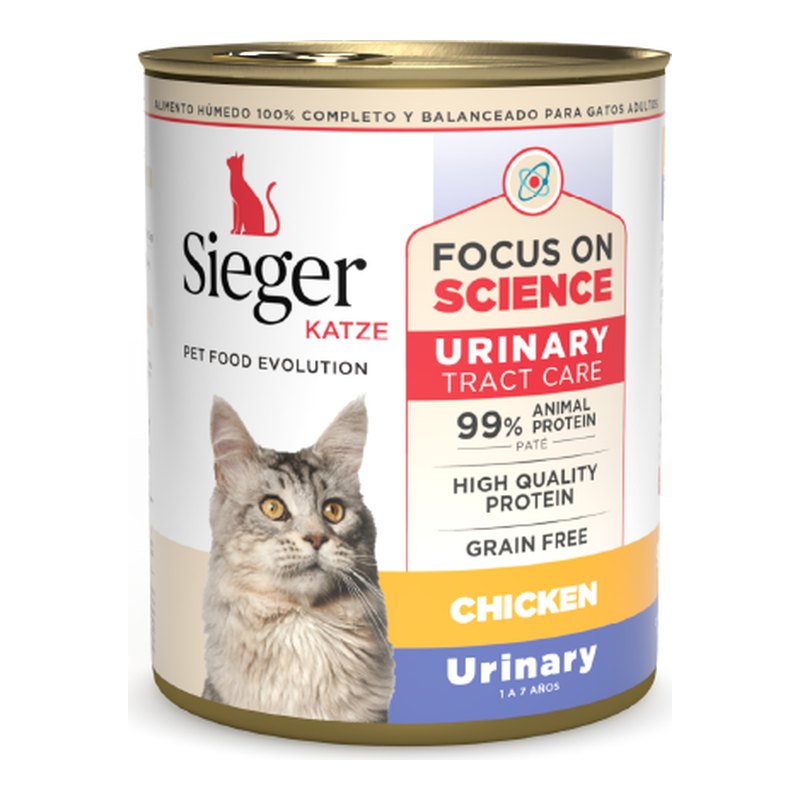 ALIMENTO HÚMEDO 100% COMPLETO Y BALANCEADO PARA GATOS ADULTOS
Sieger
KATZE
PET FOOD EVOLUTION
FOCUS ON
SCIENCE
URINARY
TRACT CARE
99% ANIMAL
PROTEIN
PATÉ
HIGH QUALITY
PROTEIN
GRAIN FREE
CHICKEN
Urinary
1 A 7 AÑOS